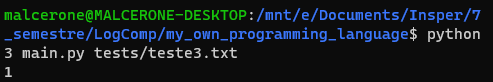 malcerone@MALCERONE-DESKTOP:/mnt/e/Documents/Insper/7
_semestre/LogComp/my_own_programming_language$ python
3 main.py tests/teste3.txt
1